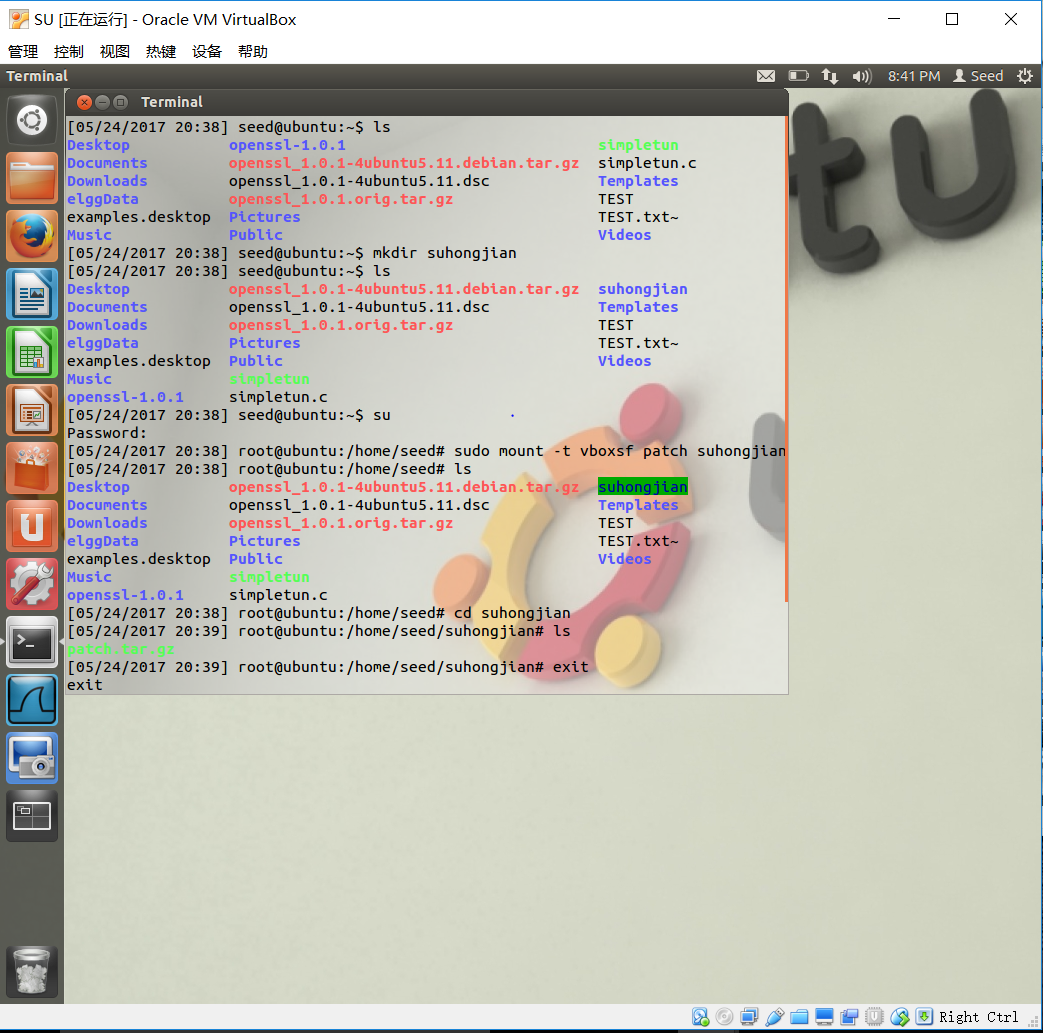 SU [正在运行] - Oracle VM VirtualBox
管理 控制 视图 热键 设备 帮助
Terminal 8:41 PM Seed
Terminal
[05/24/2017 20:38] seed@ubuntu:~$ ls
Desktop openssl-1.0.1 simpletun
Documents openssl_1.0.1-4ubuntu5.11.debian.tar.gz simpletun.c
Downloads openssl_1.0.1-4ubuntu5.11.dsc Templates
elggData openssl_1.0.1.orig.tar.gz TEST
examples.desktop Pictures TEST.txt~
Music Public Videos
[05/24/2017 20:38] seed@ubuntu:~$ mkdir suhongjian
[05/24/2017 20:38] seed@ubuntu:~$ ls
Desktop openssl_1.0.1-4ubuntu5.11.debian.tar.gz suhongjian
Documents openssl_1.0.1-4ubuntu5.11.dsc Templates
Downloads openssl_1.0.1.orig.tar.gz TEST
elggData Pictures TEST.txt~
examples.desktop Public Videos
Music simpletun
openssl-1.0.1 simpletun.c
[05/24/2017 20:38] seed@ubuntu:~$ su
Password:
[05/24/2017 20:38] root@ubuntu:/home/seed# sudo mount -t vboxsf patch suhongjian
[05/24/2017 20:38] root@ubuntu:/home/seed# ls
Desktop openssl_1.0.1-4ubuntu5.11.debian.tar.gz suhongjian
Documents openssl_1.0.1-4ubuntu5.11.dsc Templates
Downloads openssl_1.0.1.orig.tar.gz TEST
elggData Pictures TEST.txt~
examples.desktop Public Videos
Music simpletun
openssl-1.0.1 simpletun.c
[05/24/2017 20:38] root@ubuntu:/home/seed# cd suhongjian
[05/24/2017 20:39] root@ubuntu:/home/seed/suhongjian# ls
patch.tar.gz
[05/24/2017 20:39] root@ubuntu:/home/seed/suhongjian# exit
exit
tu
Right Ctrl